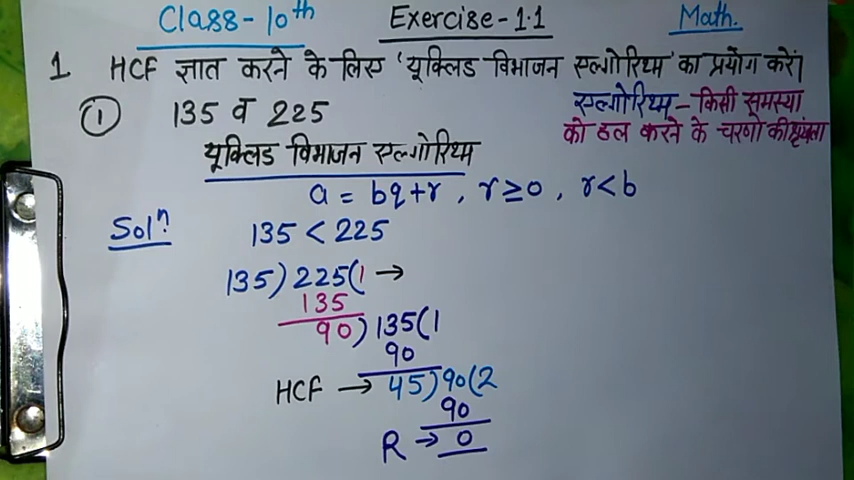 Class-10th Exercise-1.1 Math.
1 HCF ज्ञात करने के लिए 'यूक्लिड विभाजन एल्गोरिथ्म' का प्रयोग करें।
① 135 व 225
एल्गोरिथ्म - किसी समस्या
को हल करने के चरणों की श्रृंखला
यूक्लिड विभाजन एल्गोरिथ्म
a = bq+r, r≥0, r<b
Solⁿ. 135 < 225
135) 225(1 →
135
90) 135(1
90
HCF → 45) 90(2
90
R → 0